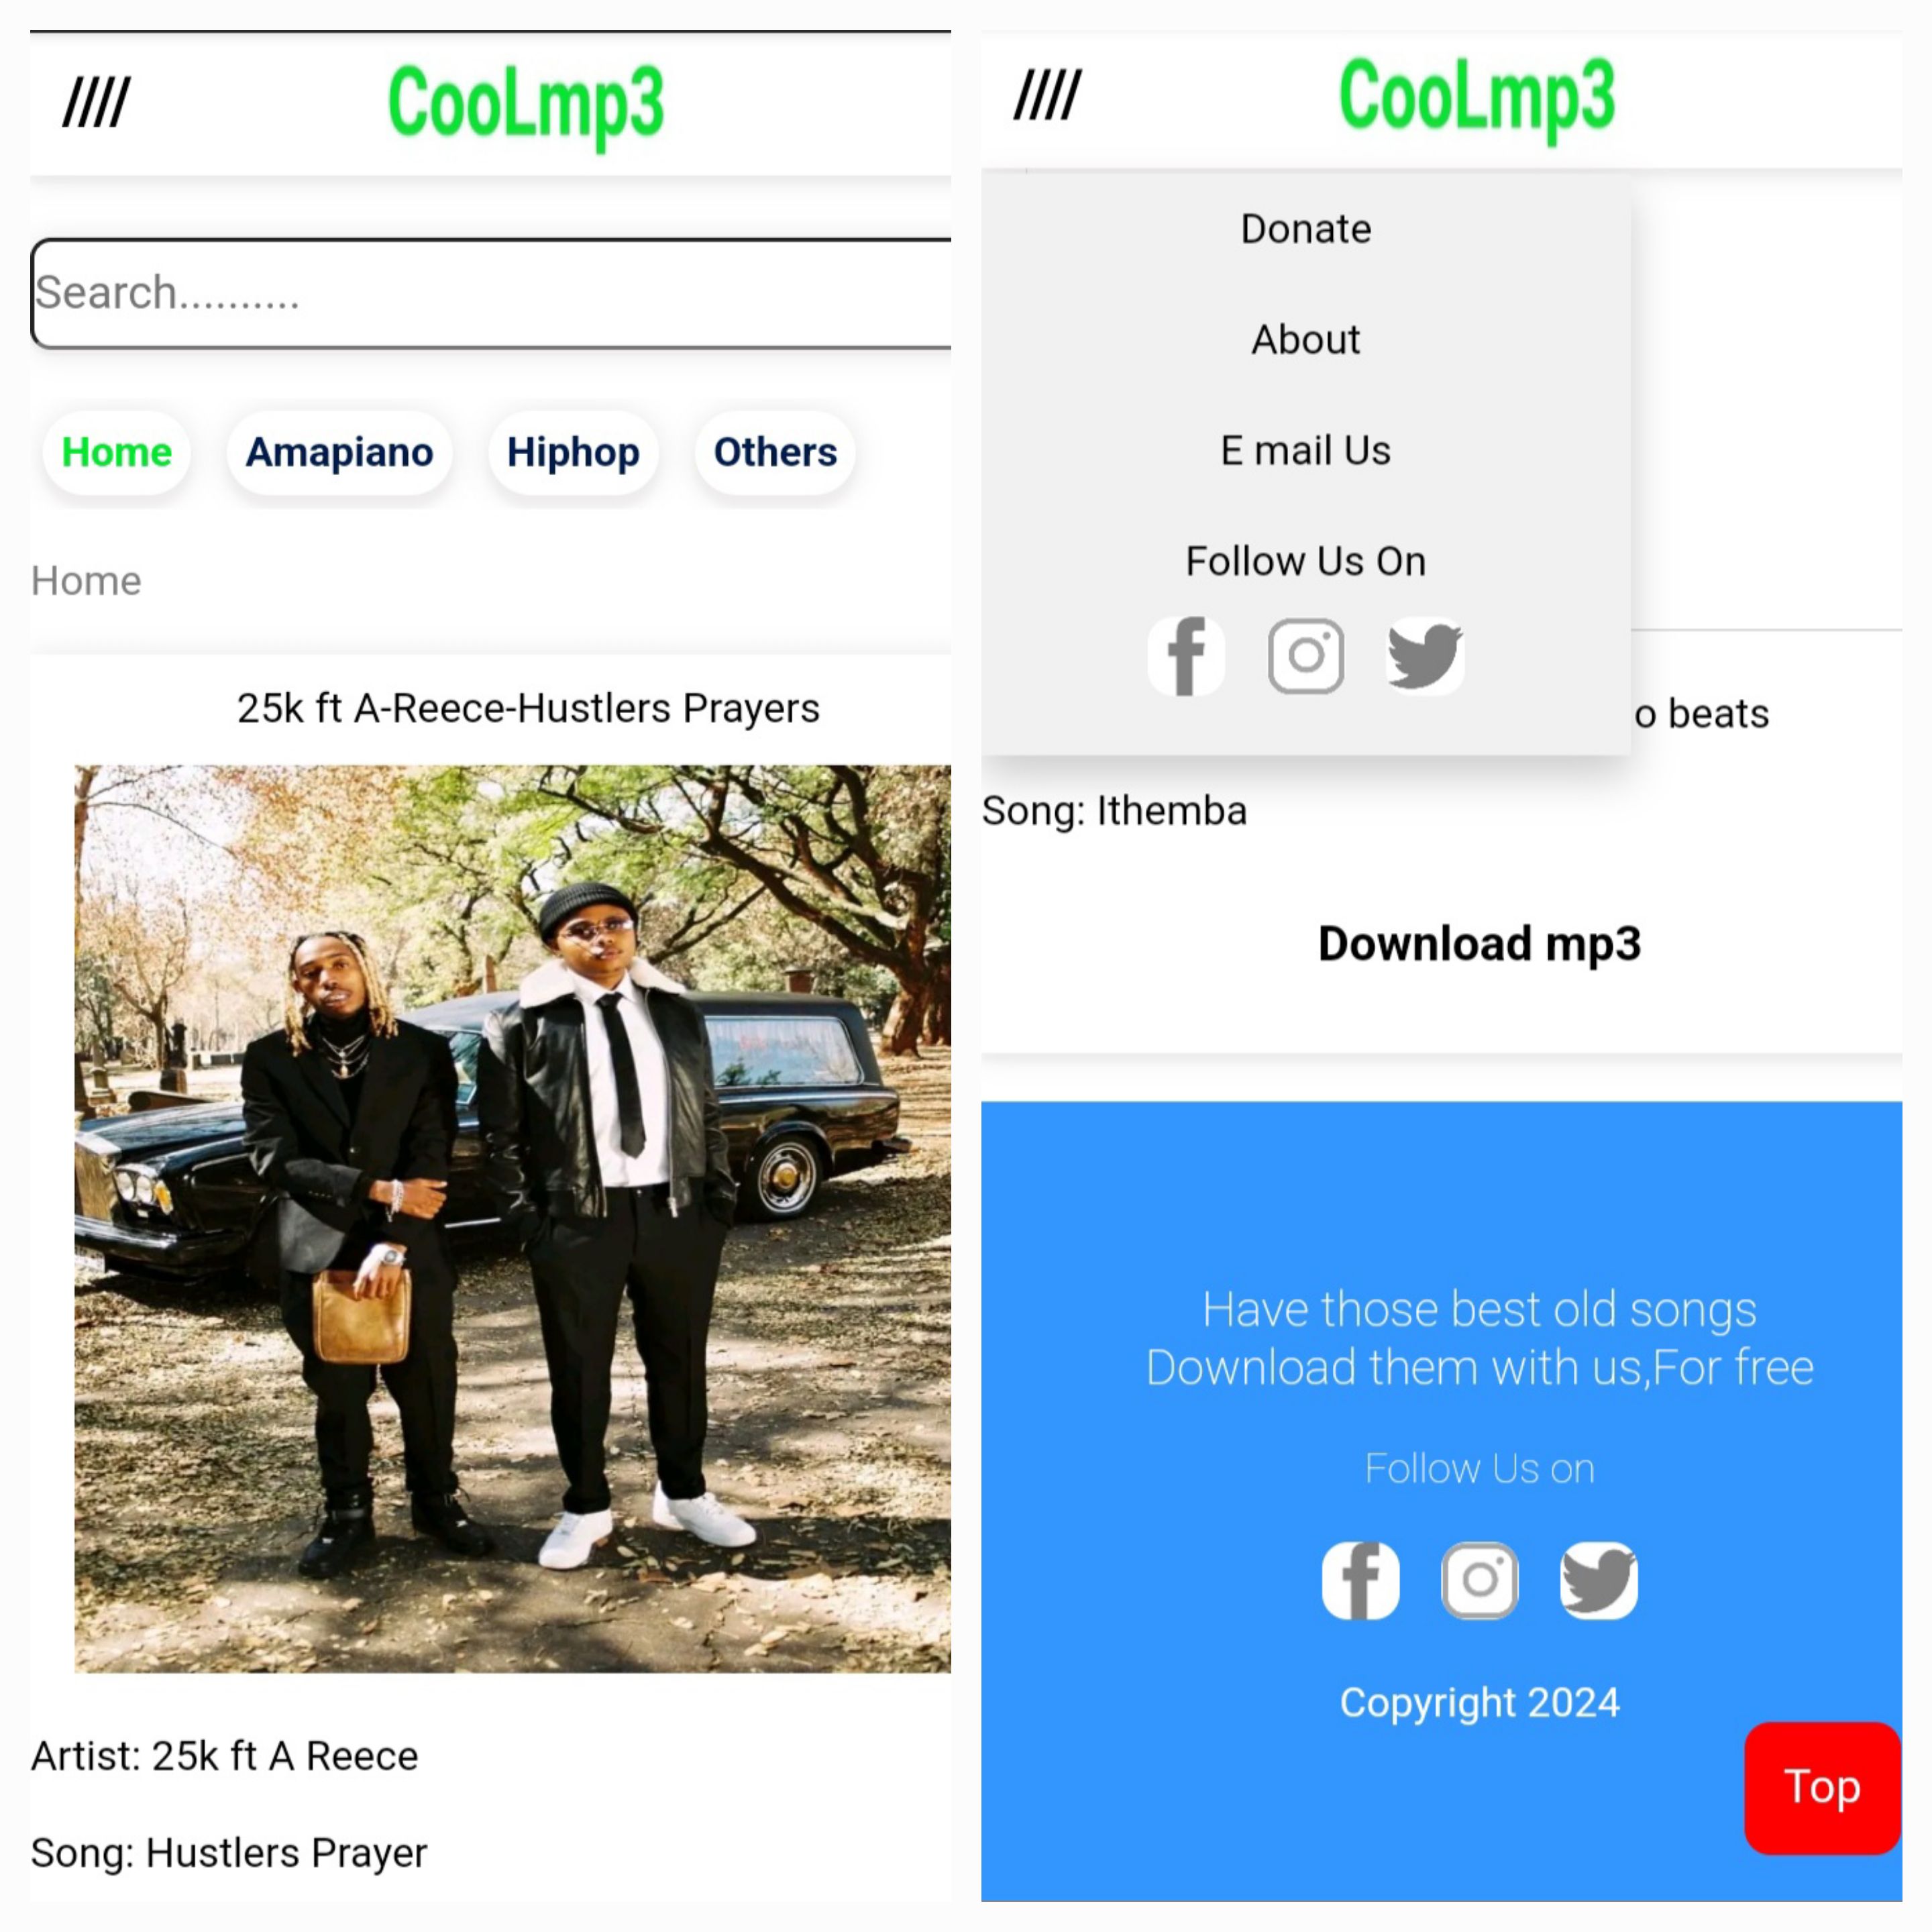 ////
CooLmp3
Search..........
Home Amapiano Hiphop Others
Home
25k ft A-Reece-Hustlers Prayers
Artist: 25k ft A Reece
Song: Hustlers Prayer
////
CooLmp3
Donate
About
E mail Us
Follow Us On
o beats
Song: Ithemba
Download mp3
Have those best old songs
Download them with us,For free
Follow Us on
Copyright 2024
Top